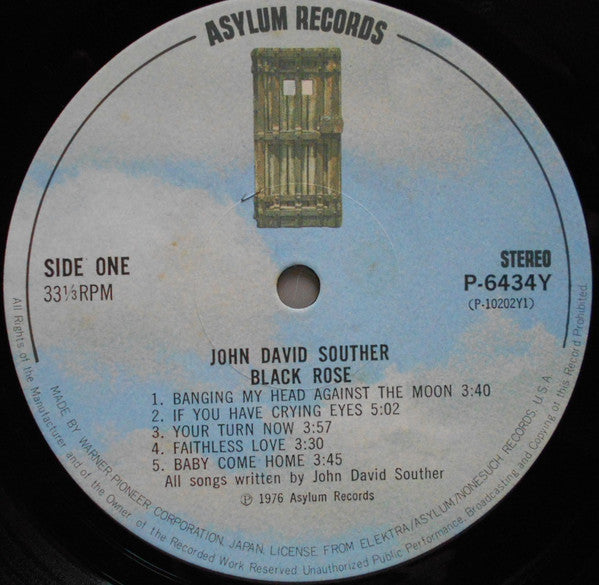 ASYLUM RECORDS
SIDE ONE
33⅓RPM
STEREO
P-6434Y
(P-10202Y1)
JOHN DAVID SOUTHER
BLACK ROSE
1. BANGING MY HEAD AGAINST THE MOON 3:40
2. IF YOU HAVE CRYING EYES 5:02
3. YOUR TURN NOW 3:57
4. FAITHLESS LOVE 3:30
5. BABY COME HOME 3:45
All songs written by John David Souther
Ⓟ 1976 Asylum Records
MADE BY WARNER-PIONEER CORPORATION, JAPAN, LICENSE FROM ELEKTRA/ASYLUM/NONESUCH RECORDS, U.S.A.
All Rights of the Manufacturer and of the Owner of the Recorded Work Reserved Unauthorized Public Performance, Broadcasting and Copying of this Record Prohibited.